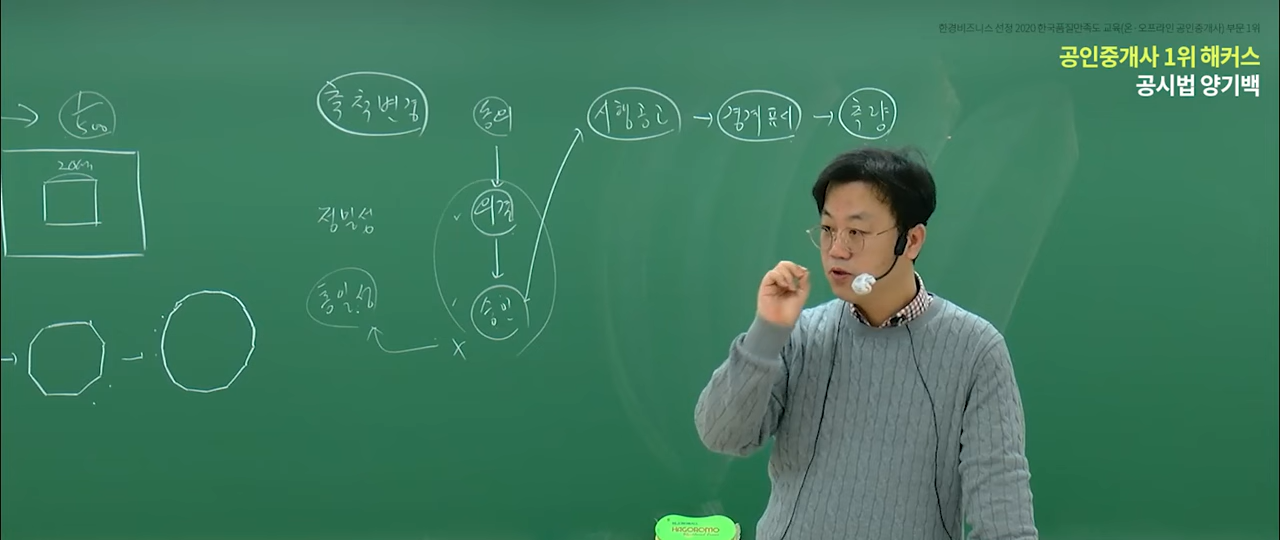 한경비즈니스 선정 2020 한국품질만족도 교육(온·오프라인 공인중개사) 부문 1위
공인중개사 1위 해커스
공시법 양기백
1/500
축척변경
동의
시행공고
경계표시
측량
20cm
의결
정밀성
승인
통일성
X
HAGOROMO